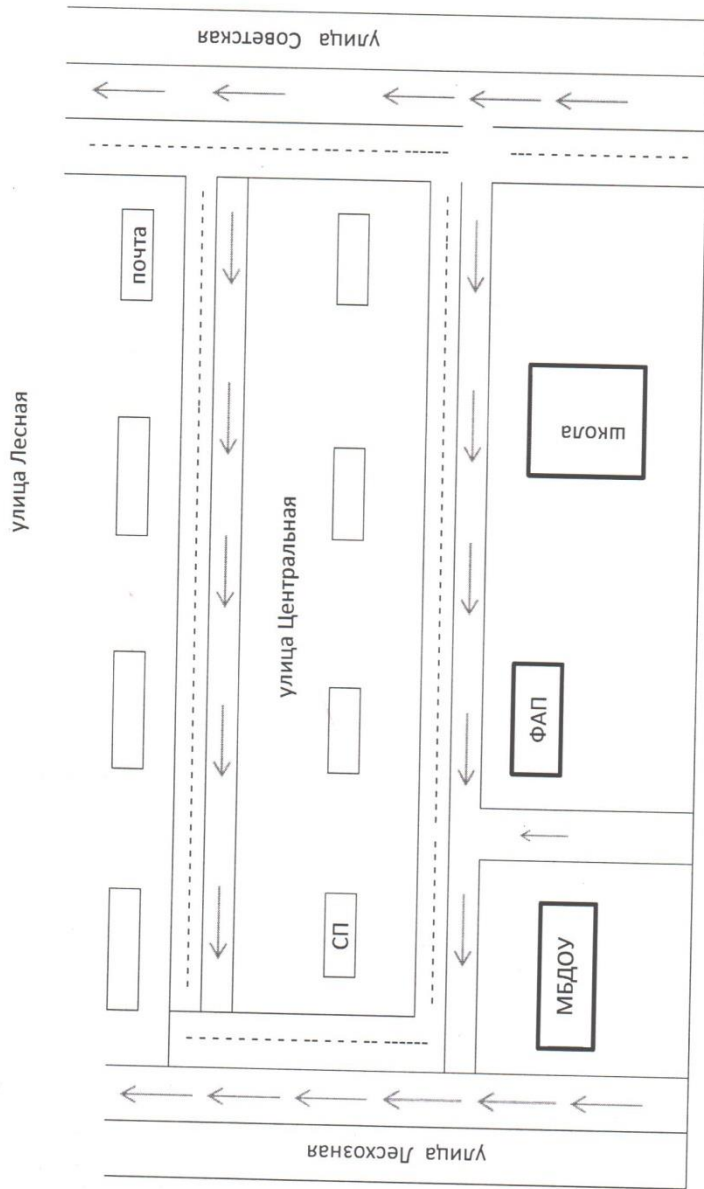 улица Советская
улица Лесная
почта
улица Центральная
школа
ФАП
СП
МБДОУ
улица Лесхозная